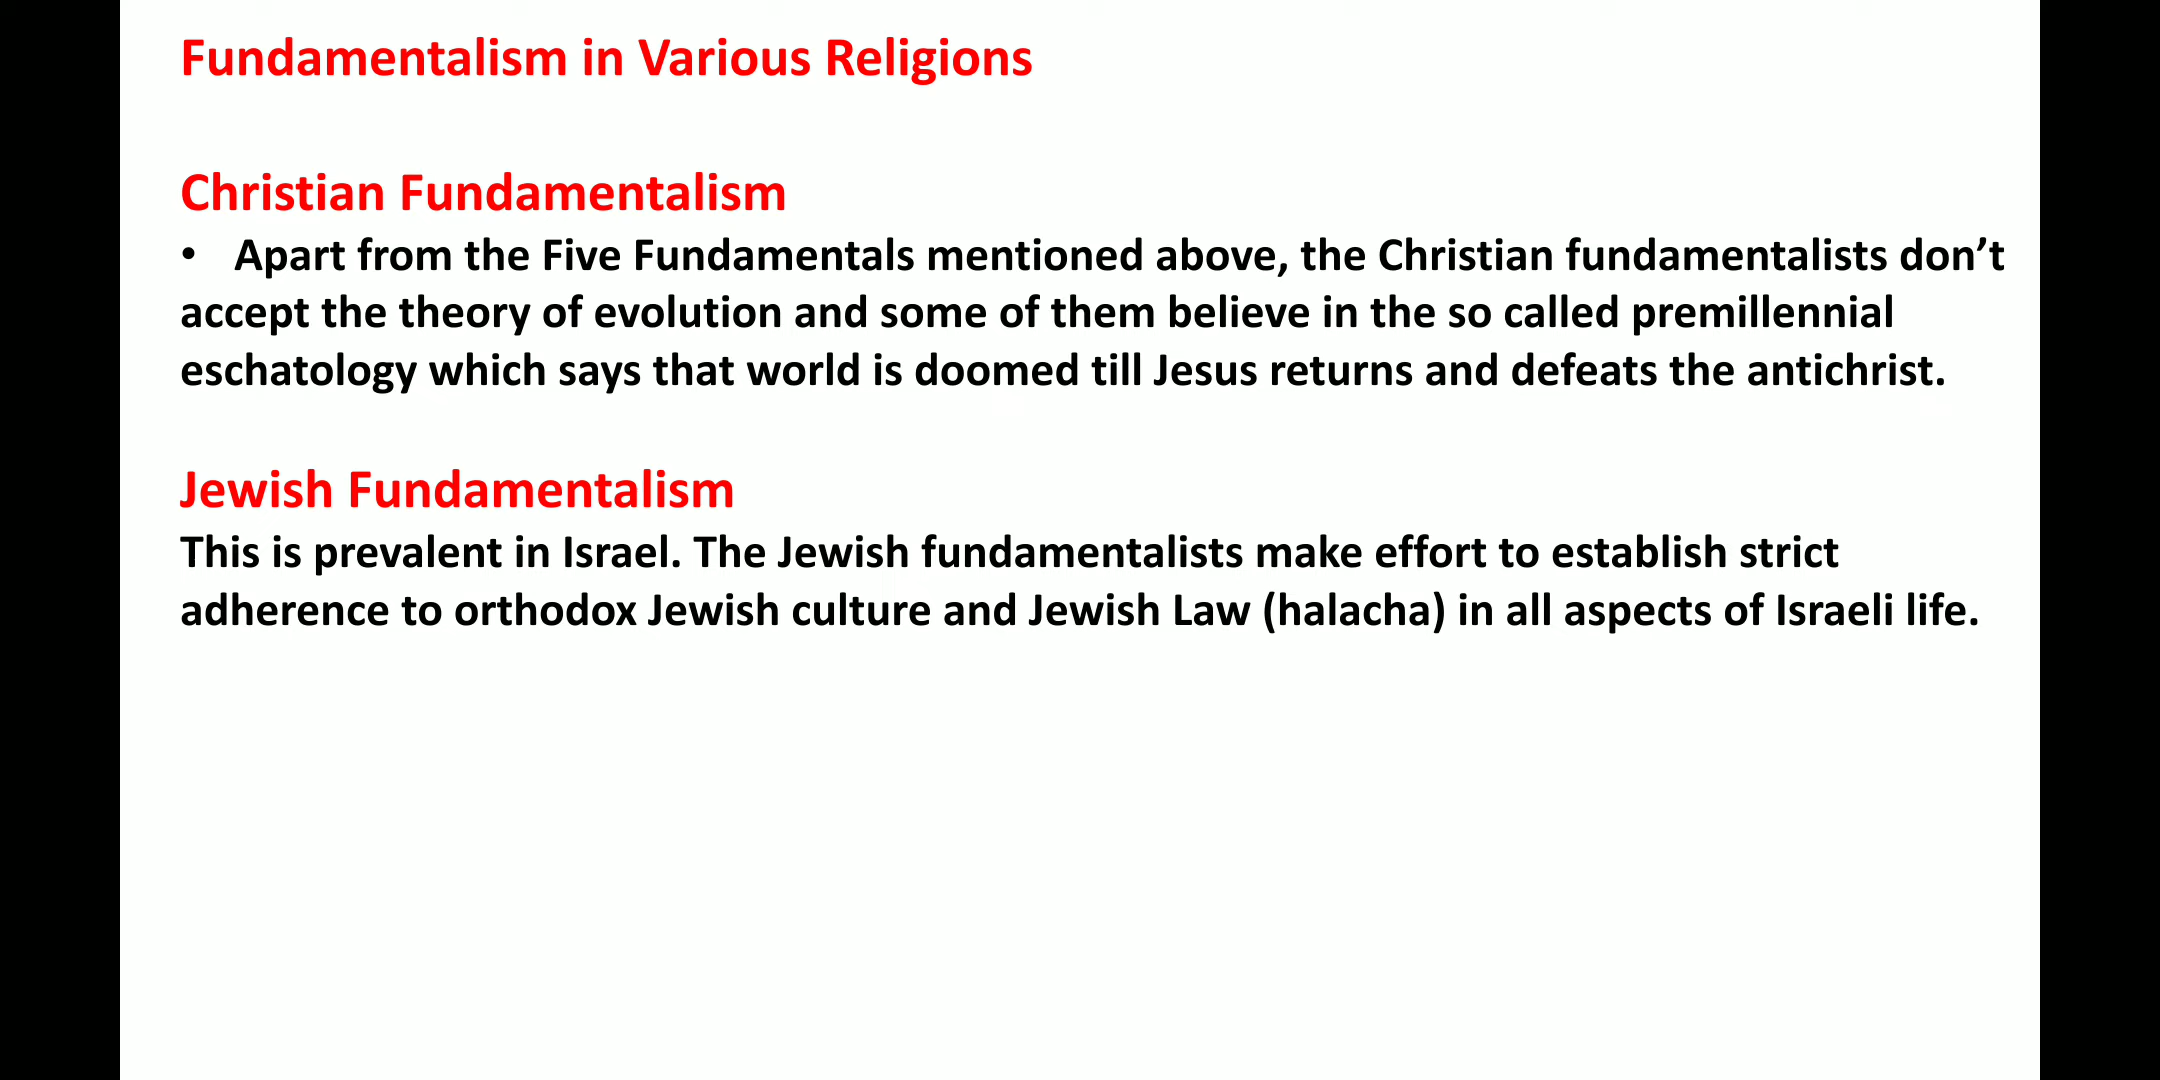 Fundamentalism in Various Religions
Christian Fundamentalism
• Apart from the Five Fundamentals mentioned above, the Christian fundamentalists don’t
accept the theory of evolution and some of them believe in the so called premillennial
eschatology which says that world is doomed till Jesus returns and defeats the antichrist.
Jewish Fundamentalism
This is prevalent in Israel. The Jewish fundamentalists make effort to establish strict
adherence to orthodox Jewish culture and Jewish Law (halacha) in all aspects of Israeli life.